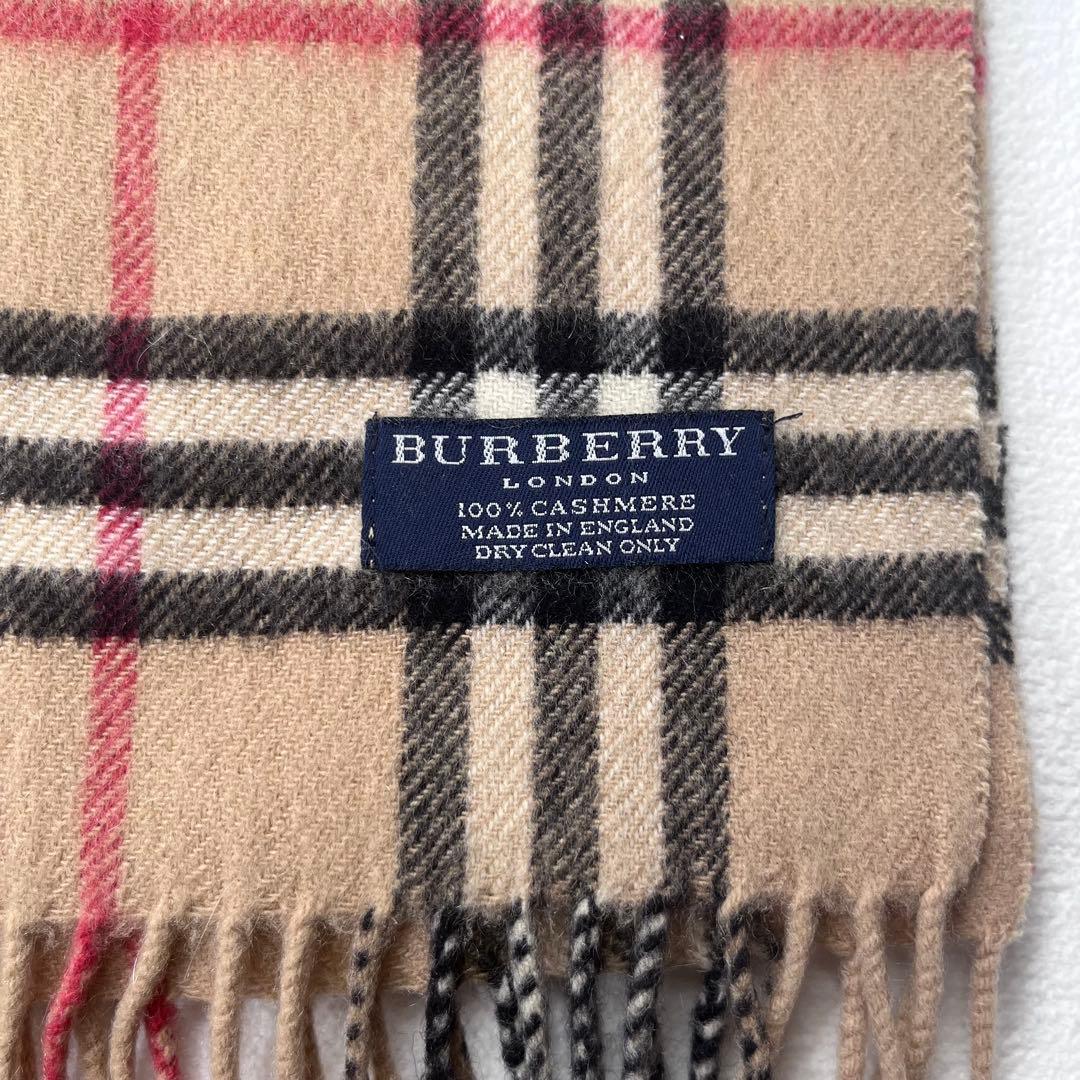 BURBERRY
LONDON
100% CASHMERE
MADE IN ENGLAND
DRY CLEAN ONLY